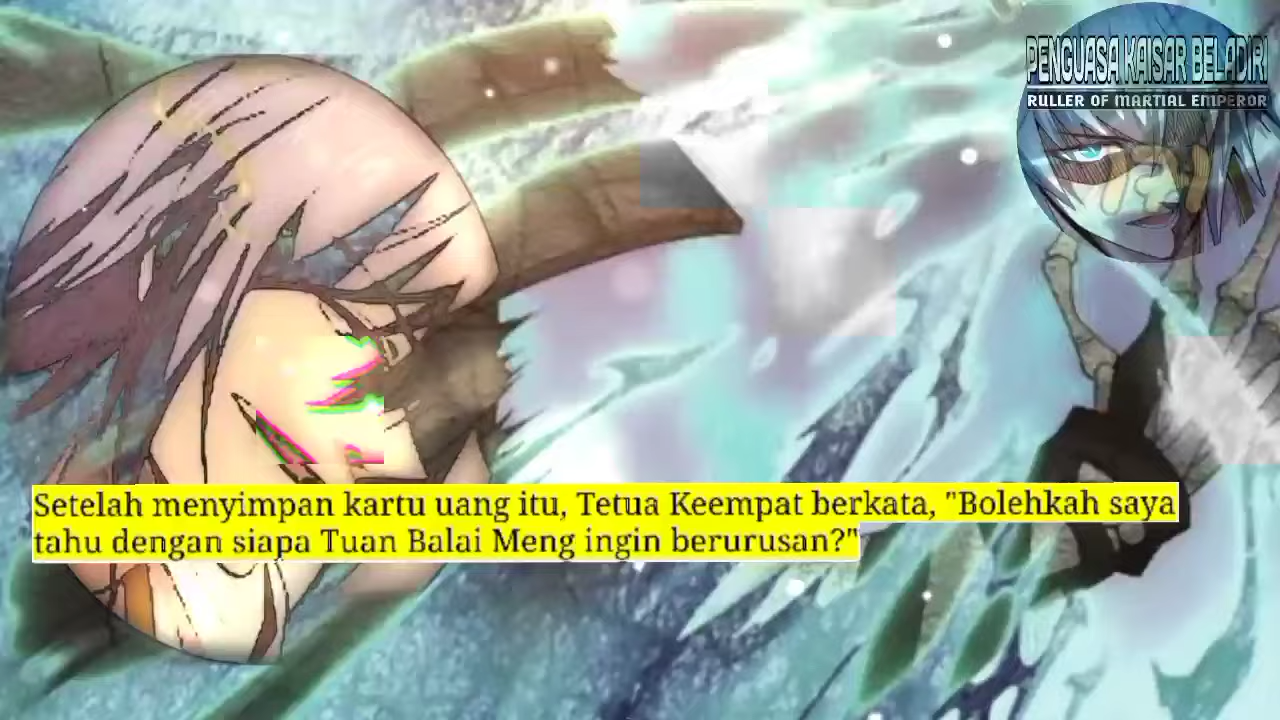 PENGUASA KAISAR BELADIRI
RULLER OF MARTIAL EMPEROR
Setelah menyimpan kartu uang itu, Tetua Keempat berkata, "Bolehkah saya
tahu dengan siapa Tuan Balai Meng ingin berurusan?"